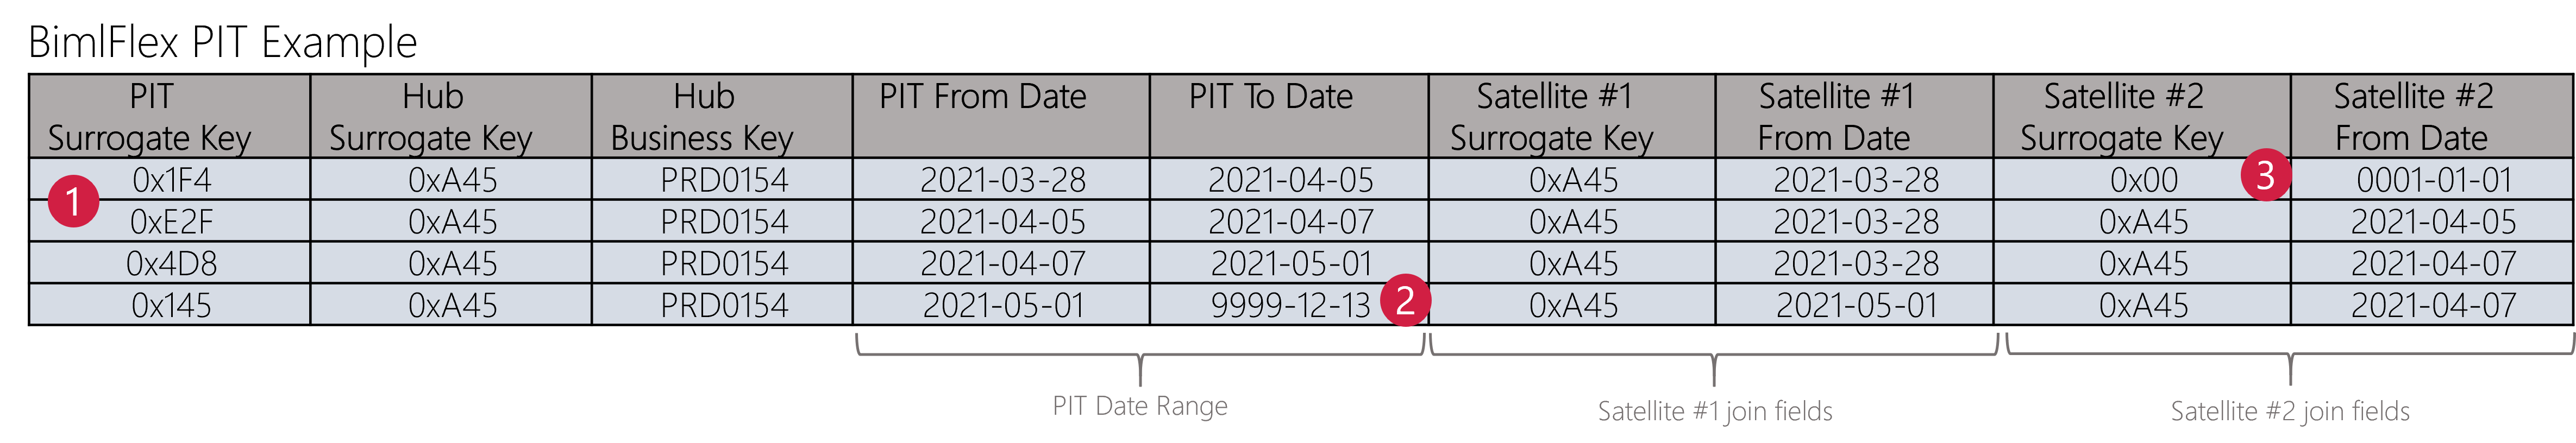 BimlFlex PIT Example
PIT Hub Hub PIT From Date PIT To Date Satellite #1 Satellite #1 Satellite #2 Satellite #2
Surrogate Key Surrogate Key Business Key Surrogate Key From Date Surrogate Key From Date
0x1F4 0xA45 PRD0154 2021-03-28 2021-04-05 0xA45 2021-03-28 0x00 3 0001-01-01
1
0xE2F 0xA45 PRD0154 2021-04-05 2021-04-07 0xA45 2021-03-28 0xA45 2021-04-05
0x4D8 0xA45 PRD0154 2021-04-07 2021-05-01 0xA45 2021-03-28 0xA45 2021-04-07
0x145 0xA45 PRD0154 2021-05-01 9999-12-13 2 0xA45 2021-05-01 0xA45 2021-04-07
PIT Date Range Satellite #1 join fields Satellite #2 join fields